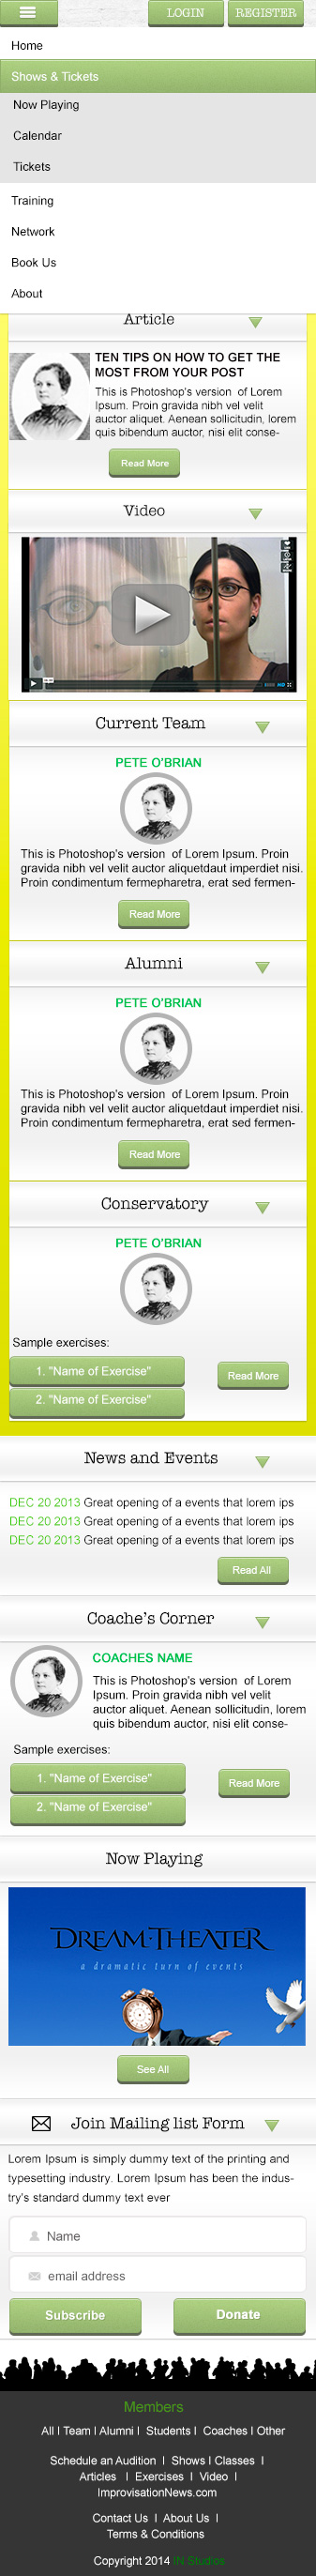 LOGIN REGISTER
Home
Shows & Tickets
Now Playing
Calendar
Tickets
Training
Network
Book Us
About
Article
TEN TIPS ON HOW TO GET THE
MOST FROM YOUR POST
This is Photoshop's version of Lorem
Ipsum. Proin gravida nibh vel velit
auctor aliquet. Aenean sollicitudin, lorem
quis bibendum auctor, nisi elit conse-
Read More
Video
Current Team
PETE O'BRIAN
This is Photoshop's version of Lorem Ipsum. Proin
gravida nibh vel velit auctor aliquetdaut imperdiet nisi.
Proin condimentum fermepharetra, erat sed fermen-
Read More
Alumni
PETE O'BRIAN
This is Photoshop's version of Lorem Ipsum. Proin
gravida nibh vel velit auctor aliquetdaut imperdiet nisi.
Proin condimentum fermepharetra, erat sed fermen-
Read More
Conservatory
PETE O'BRIAN
Sample exercises:
1. "Name of Exercise"
Read More
2. "Name of Exercise"
News and Events
DEC 20 2013 Great opening of a events that lorem ips
DEC 20 2013 Great opening of a events that lorem ips
DEC 20 2013 Great opening of a events that lorem ips
Read All
Coache's Corner
COACHES NAME
This is Photoshop's version of Lorem
Ipsum. Proin gravida nibh vel velit
auctor aliquet. Aenean sollicitudin, lorem
quis bibendum auctor, nisi elit conse-
Sample exercises:
1. "Name of Exercise"
Read More
2. "Name of Exercise"
Now Playing
DREAM THEATER
a dramatic turn of events
See All
Join Mailing list Form
Lorem Ipsum is simply dummy text of the printing and
typesetting industry. Lorem Ipsum has been the indus-
try's standard dummy text ever
Name
email address
Subscribe Donate
Members
All | Team | Alumni | Students | Coaches | Other
Schedule an Audition | Shows | Classes |
Articles | Exercises | Video |
ImprovisationNews.com
Contact Us | About Us |
Terms & Conditions
Copyright 2014 IN Studios